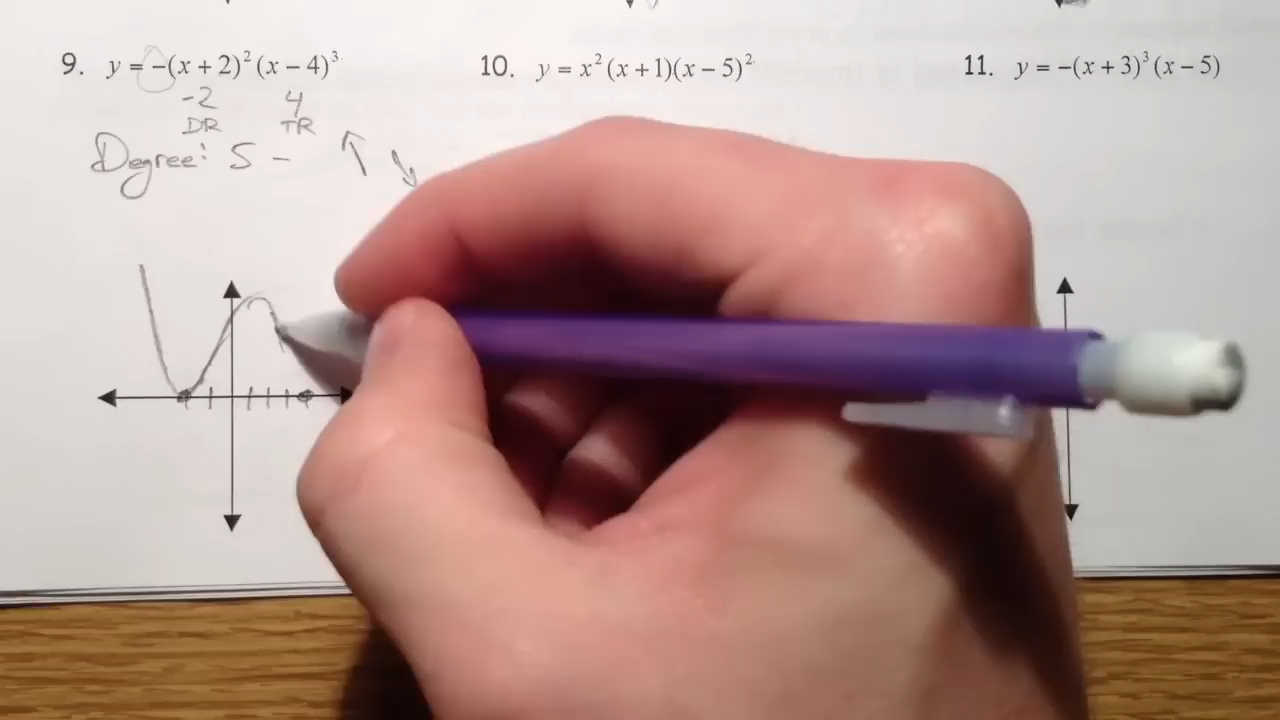 9. y = −(x + 2)²(x − 4)³
10. y = x²(x + 1)(x − 5)²
11. y = −(x + 3)³(x − 5)
-2 4
DR TR
Degree: 5 −